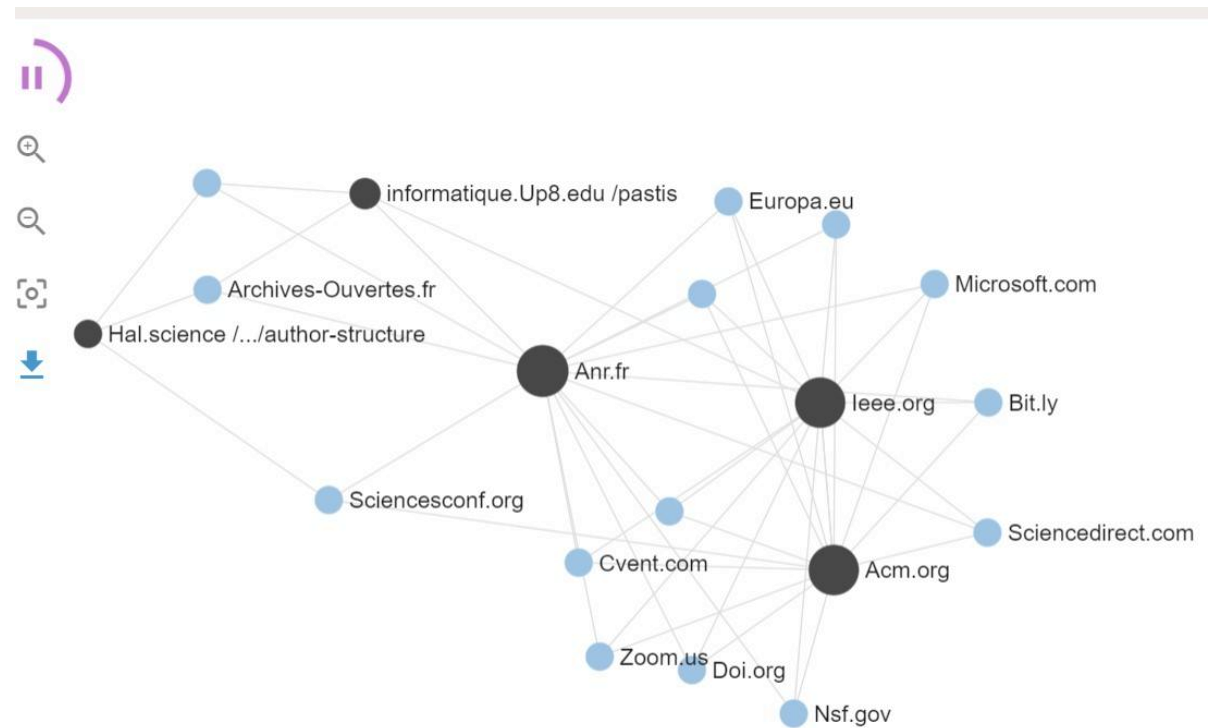 informatique.Up8.edu /pastis
Europa.eu
Microsoft.com
Archives-Ouvertes.fr
Hal.science /.../author-structure
Anr.fr
Ieee.org
Bit.ly
Sciencesconf.org
Sciencedirect.com
Cvent.com
Acm.org
Zoom.us
Doi.org
Nsf.gov